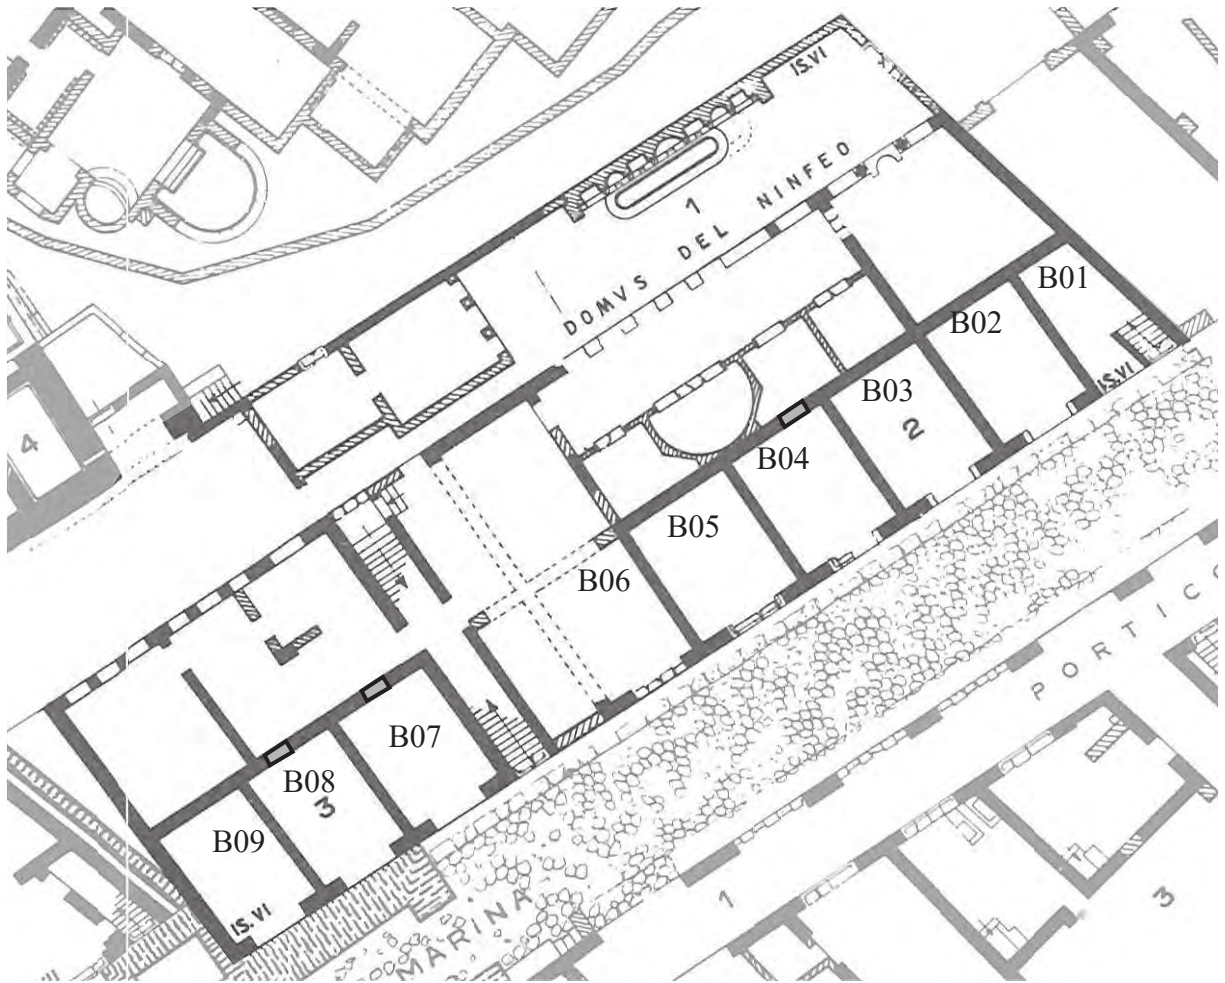 IS.VI
1
DOMVS DEL NINFEO
B01
B02
IS.VI
B03
2
B04
4
B05
B06
PORTICO
B07
B08
3
B09
IS.VI
1
3
MARINA